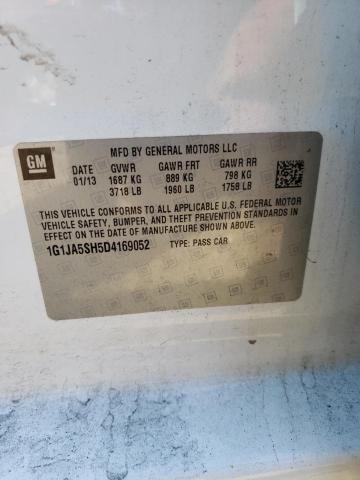 GM
MFD BY GENERAL MOTORS LLC
DATE GVWR GAWR FRT GAWR RR
01/13 1687 KG 889 KG 798 KG
3718 LB 1960 LB 1758 LB
THIS VEHICLE CONFORMS TO ALL APPLICABLE U.S. FEDERAL MOTOR
VEHICLE SAFETY, BUMPER, AND THEFT PREVENTION STANDARDS IN
EFFECT ON THE DATE OF MANUFACTURE SHOWN ABOVE.
1G1JA5SH5D4169052 TYPE: PASS CAR